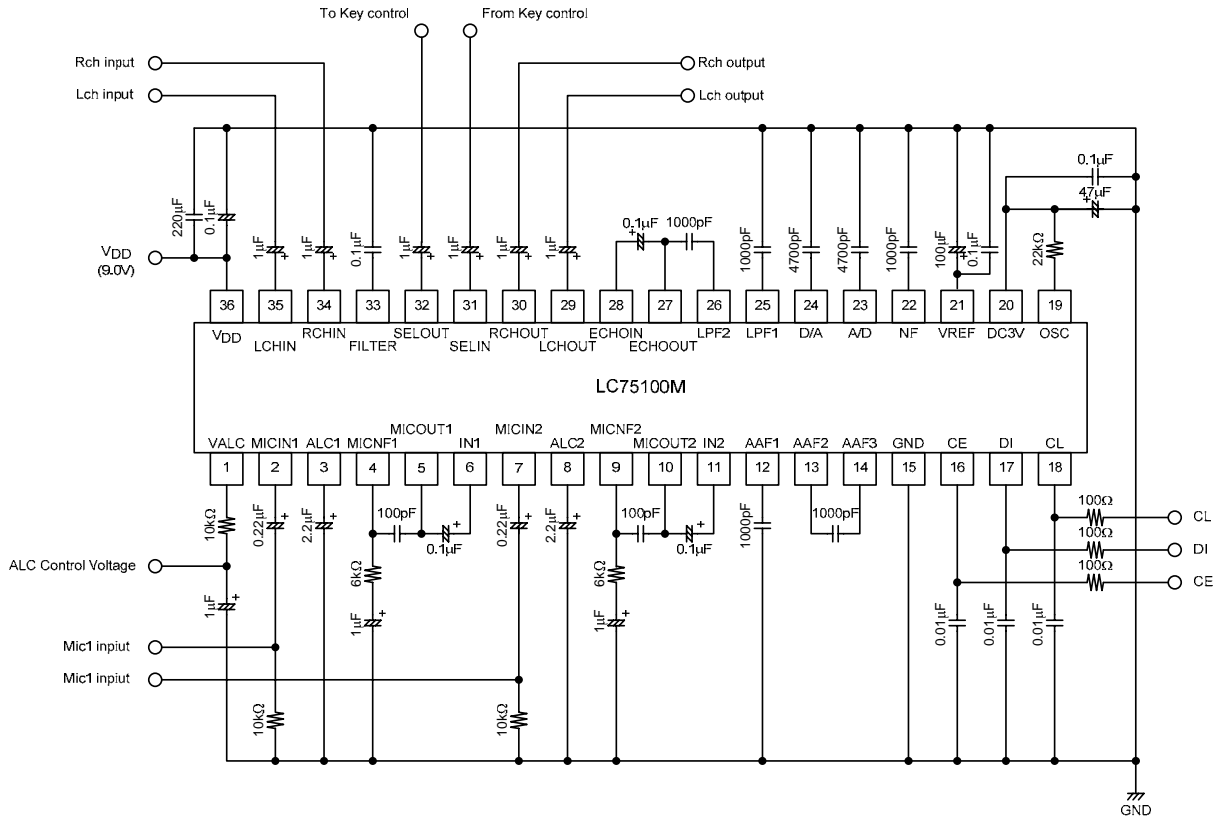 To Key control
From Key control
Rch input
Rch output
Lch input
Lch output
0.1µF
47µF
+
220µF
0.1µF
VDD
(9.0V)
1µF
+
1µF
+
0.1µF
1µF
+
1µF
+
1µF
+
1µF
+
0.1µF
+
1000pF
1000pF
4700pF
4700pF
1000pF
100µF
+
0.1µF
22kΩ
36
35
34
33
32
31
30
29
28
27
26
25
24
23
22
21
20
19
VDD
LCHIN
RCHIN
FILTER
SELOUT
SELIN
RCHOUT
LCHOUT
ECHOIN
ECHOOUT
LPF2
LPF1
D/A
A/D
NF
VREF
DC3V
OSC
LC75100M
VALC
MICIN1
ALC1
MICNF1
MICOUT1
IN1
MICIN2
ALC2
MICNF2
MICOUT2
IN2
AAF1
AAF2
AAF3
GND
CE
DI
CL
1
2
3
4
5
6
7
8
9
10
11
12
13
14
15
16
17
18
10kΩ
0.22µF
+
2.2µF
+
100pF
+
0.1µF
0.22µF
+
2.2µF
+
100pF
+
0.1µF
1000pF
1000pF
100Ω
CL
100Ω
DI
100Ω
CE
ALC Control Voltage
6kΩ
6kΩ
1µF
+
1µF
+
1µF
+
0.01µF
0.01µF
0.01µF
Mic1 inpiut
Mic1 inpiut
10kΩ
10kΩ
GND